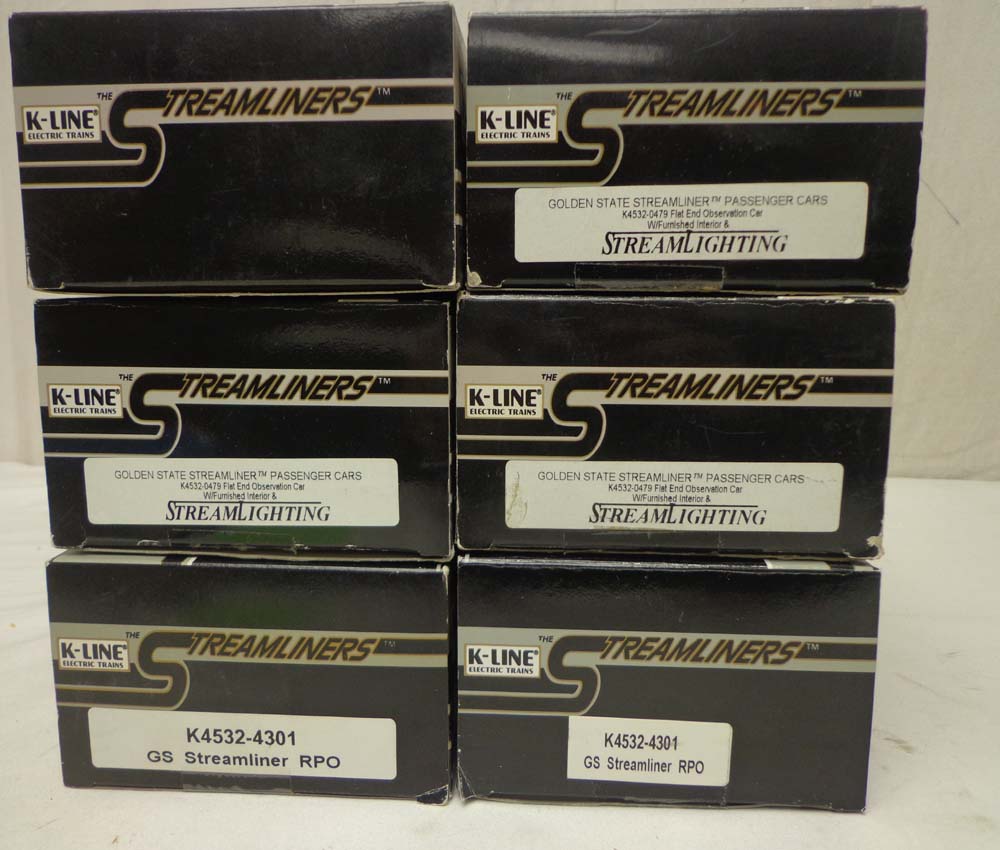 THE STREAMLINERS™
K-LINE®
ELECTRIC TRAINS
THE STREAMLINERS™
K-LINE®
ELECTRIC TRAINS
GOLDEN STATE STREAMLINER™ PASSENGER CARS
K4532-0479 Flat End Observation Car
W/Furnished Interior &
STREAMLIGHTING
THE STREAMLINERS™
K-LINE®
ELECTRIC TRAINS
GOLDEN STATE STREAMLINER™ PASSENGER CARS
K4532-0479 Flat End Observation Car
W/Furnished Interior &
STREAMLIGHTING
THE STREAMLINERS™
K-LINE®
ELECTRIC TRAINS
GOLDEN STATE STREAMLINER™ PASSENGER CARS
K4532-0479 Flat End Observation Car
W/Furnished Interior &
STREAMLIGHTING
THE STREAMLINERS™
K-LINE®
ELECTRIC TRAINS
K4532-4301
GS Streamliner RPO
THE STREAMLINERS™
K-LINE®
ELECTRIC TRAINS
K4532-4301
GS Streamliner RPO